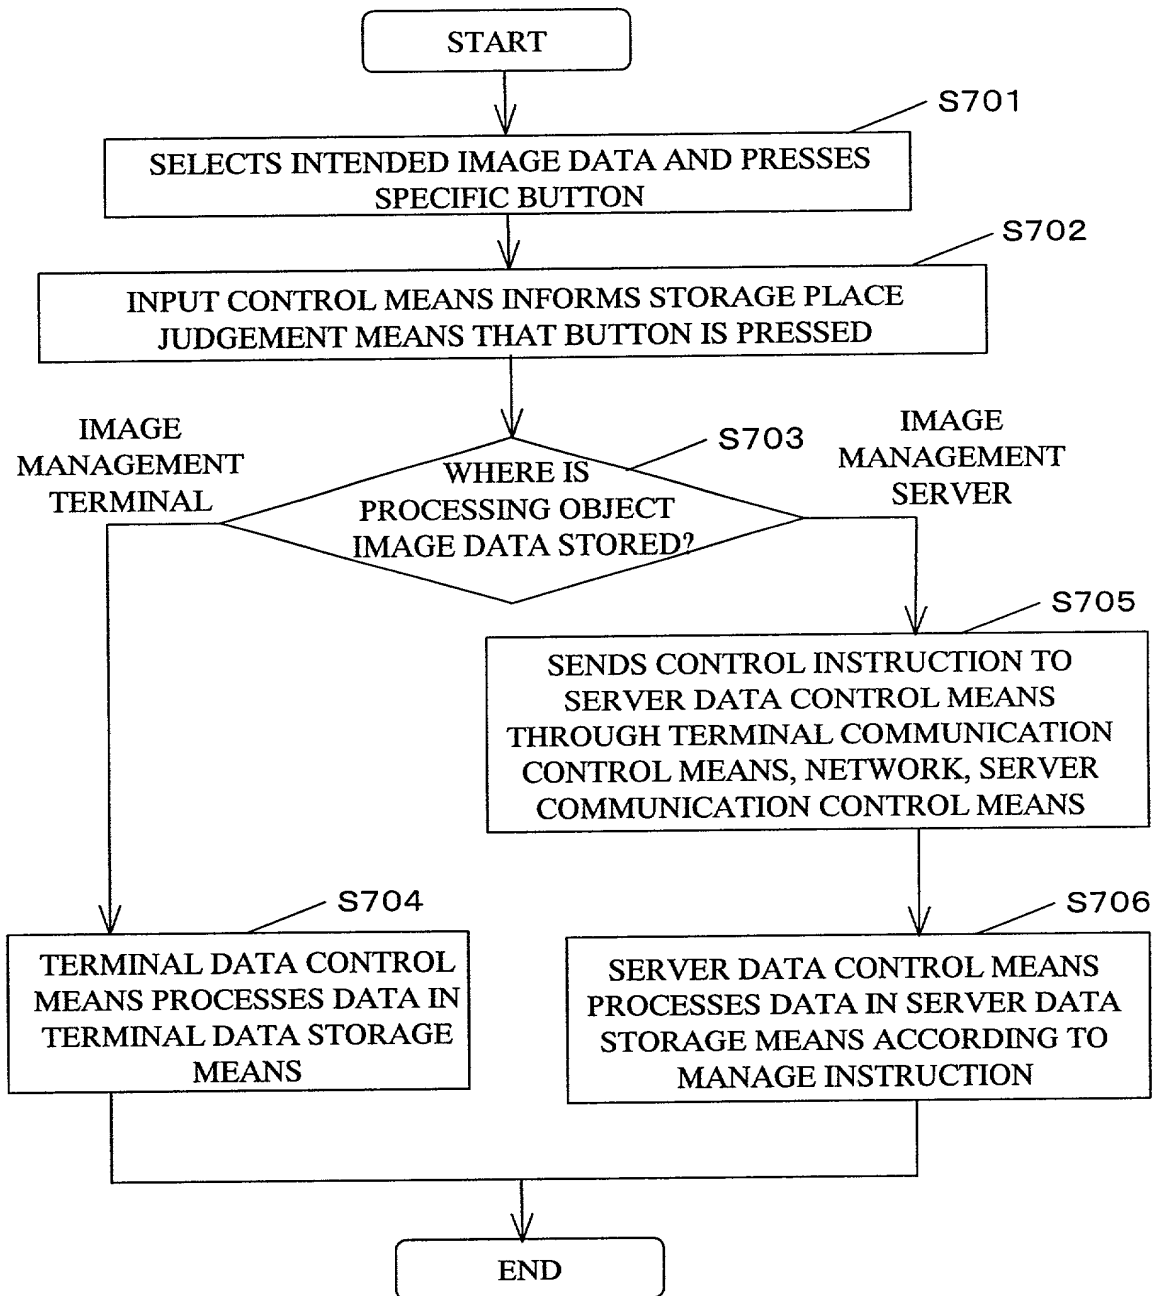 START
S701
SELECTS INTENDED IMAGE DATA AND PRESSES
SPECIFIC BUTTON
S702
INPUT CONTROL MEANS INFORMS STORAGE PLACE
JUDGEMENT MEANS THAT BUTTON IS PRESSED
IMAGE
MANAGEMENT
TERMINAL
S703
WHERE IS
PROCESSING OBJECT
IMAGE DATA STORED?
IMAGE
MANAGEMENT
SERVER
S705
SENDS CONTROL INSTRUCTION TO
SERVER DATA CONTROL MEANS
THROUGH TERMINAL COMMUNICATION
CONTROL MEANS, NETWORK, SERVER
COMMUNICATION CONTROL MEANS
S704
TERMINAL DATA CONTROL
MEANS PROCESSES DATA IN
TERMINAL DATA STORAGE
MEANS
S706
SERVER DATA CONTROL MEANS
PROCESSES DATA IN SERVER DATA
STORAGE MEANS ACCORDING TO
MANAGE INSTRUCTION
END